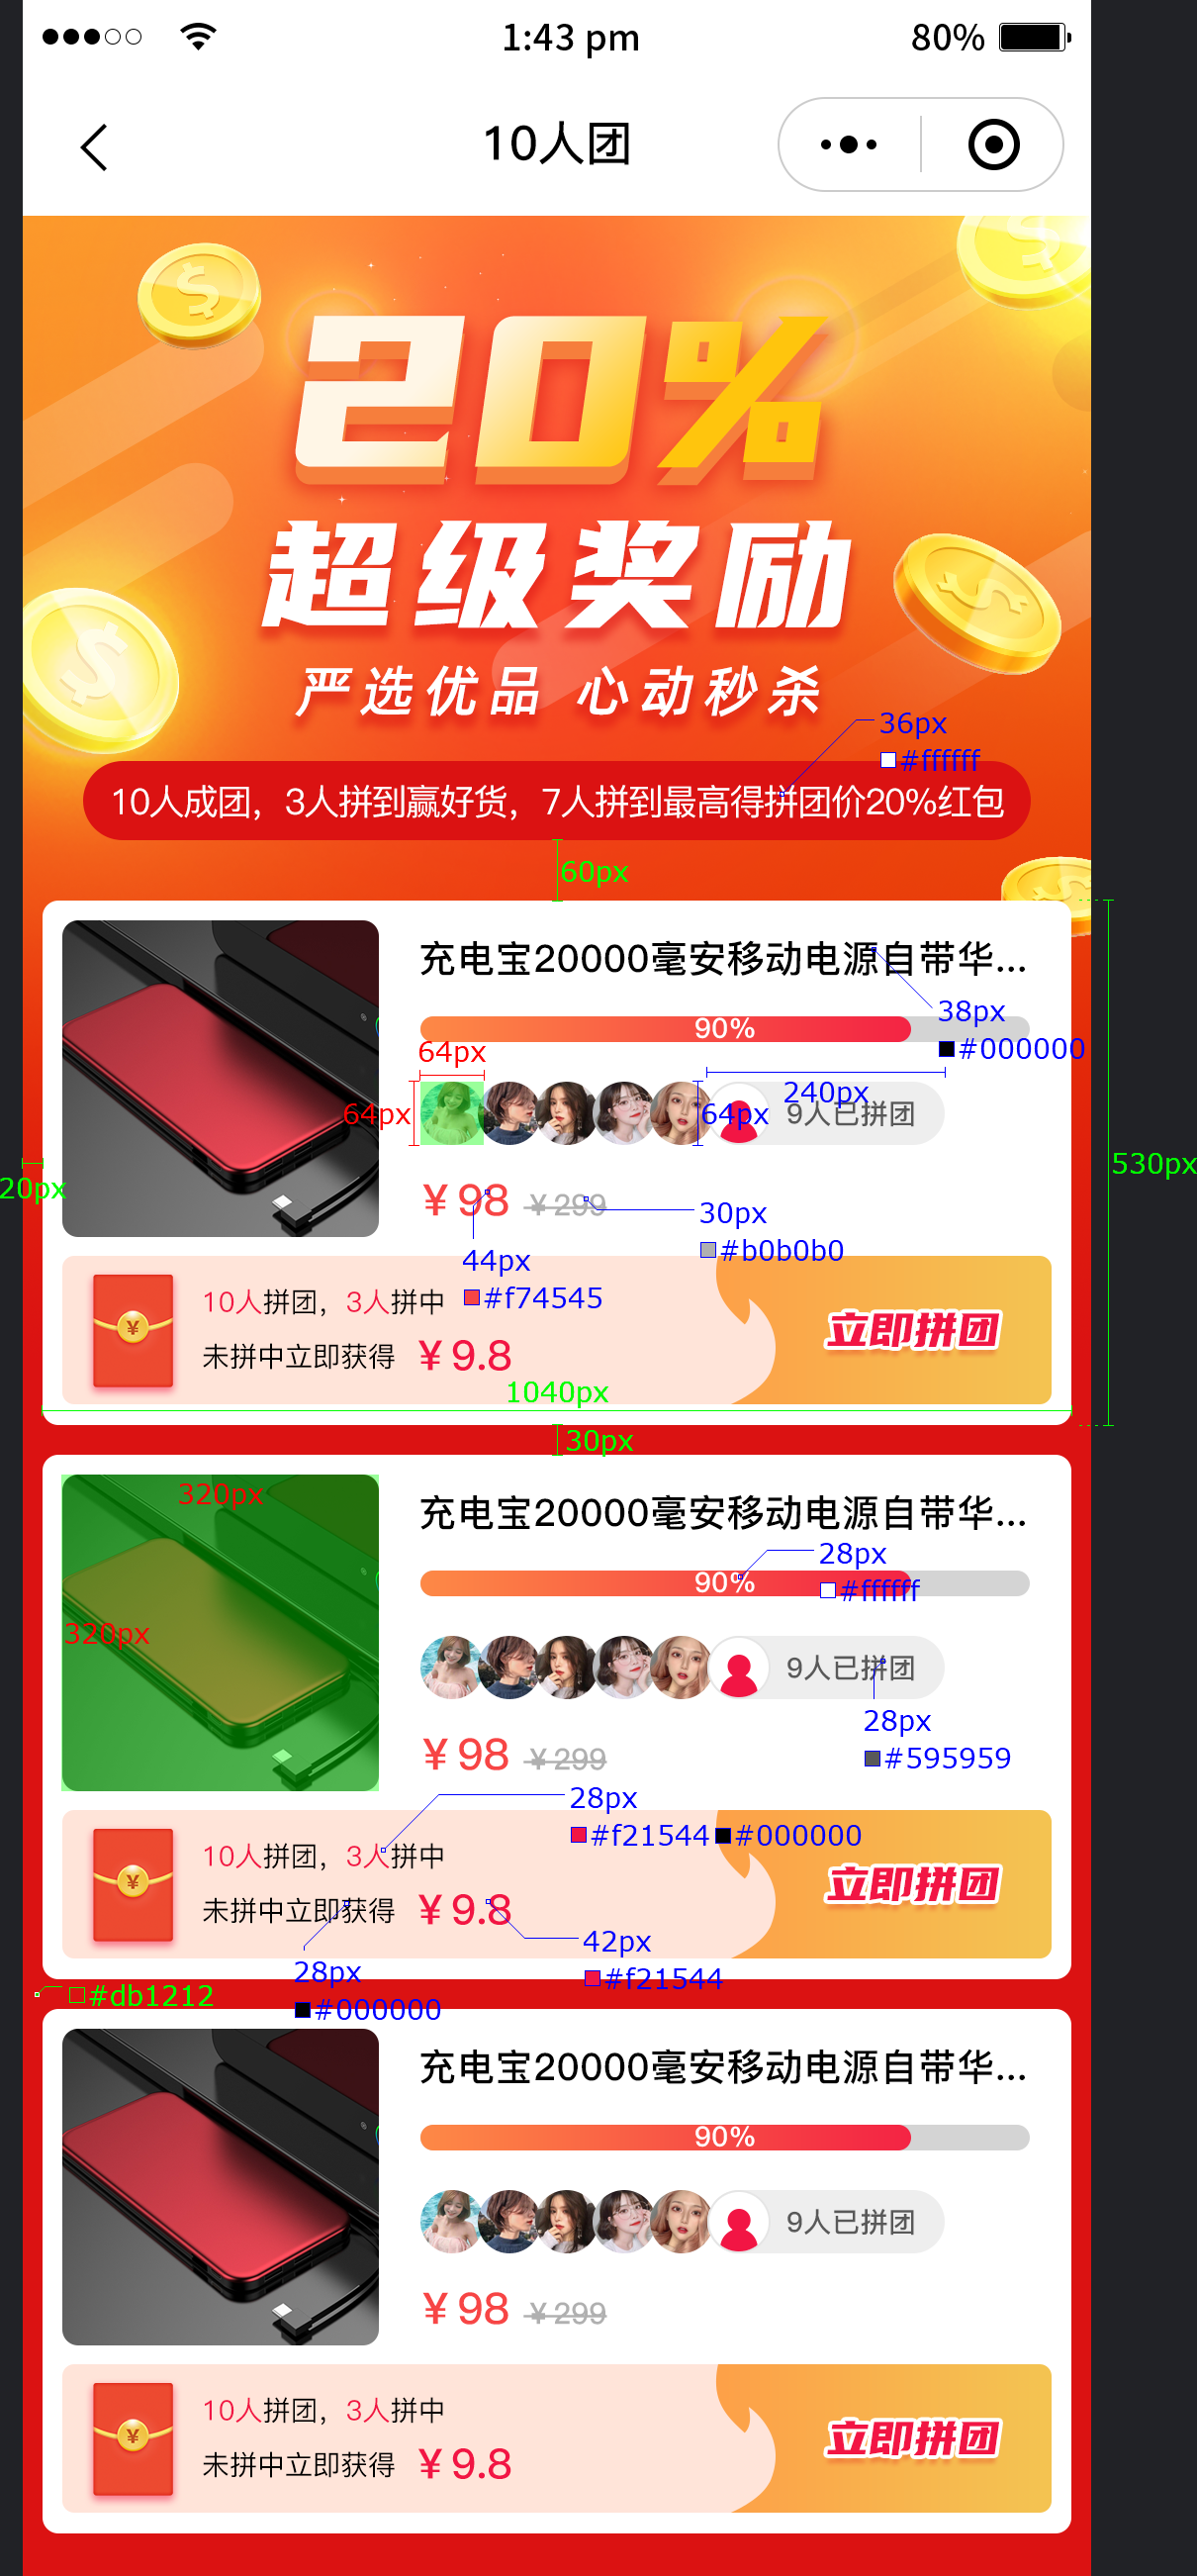 1:43 pm
80%
10人团
20%
超级奖励
严选优品 心动秒杀
36px
#ffffff
10人成团，3人拼到赢好货，7人拼到最高得拼团价20%红包
60px
充电宝20000毫安移动电源自带华...
38px
#000000
90%
64px
240px
64px
64px
9人已拼团
530px
20px
¥98 ¥299
30px
#b0b0b0
44px
#f74545
10人拼团，3人拼中
未拼中立即获得 ¥9.8
立即拼团
1040px
30px
320px
320px
充电宝20000毫安移动电源自带华...
28px
#ffffff
90%
9人已拼团
28px
#595959
¥98 ¥299
28px
#f21544 #000000
10人拼团，3人拼中
未拼中立即获得 ¥9.8
立即拼团
42px
#f21544
28px
#000000
#db1212
充电宝20000毫安移动电源自带华...
90%
9人已拼团
¥98 ¥299
10人拼团，3人拼中
未拼中立即获得 ¥9.8
立即拼团